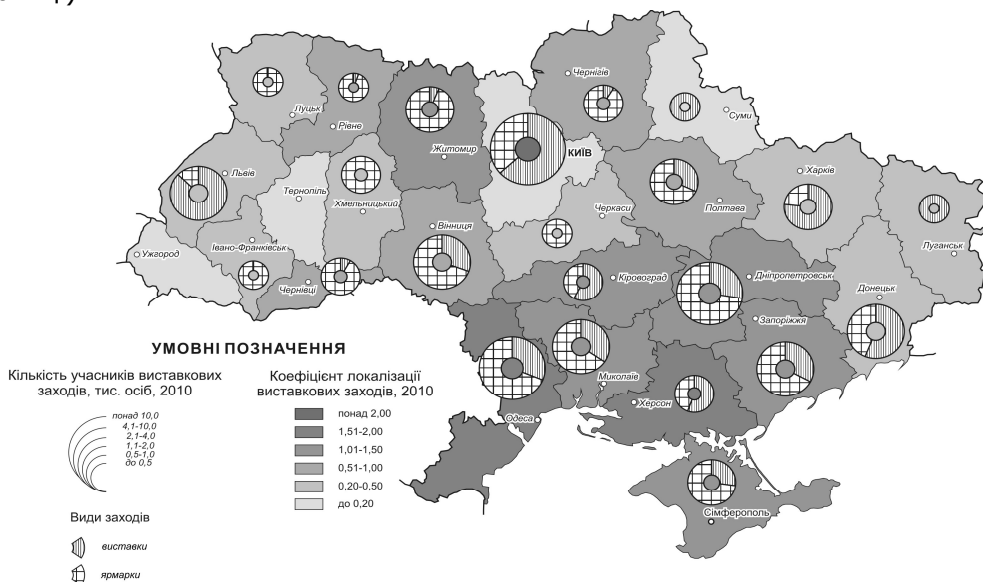 Чернігів
Суми
Луцьк
Рівне
КИЇВ
Житомир
Львів
Харків
Тернопіль
Хмельницький
Полтава
Черкаси
Вінниця
Івано-Франківськ
Луганськ
Ужгород
Кіровоград
Дніпропетровськ
Чернівці
Донецьк
Запоріжжя
УМОВНІ ПОЗНАЧЕННЯ
Кількість учасників виставкових
заходів, тис. осіб, 2010
понад 10,0
4,1-10,0
2,1-4,0
1,1-2,0
0,5-1,0
до 0,5
Коефіцієнт локалізації
виставкових заходів, 2010
понад 2,00
1,51-2,00
1,01-1,50
0,51-1,00
0,20-0,50
до 0,20
Миколаїв
Херсон
Одеса
Сімферополь
Види заходів
виставки
ярмарки